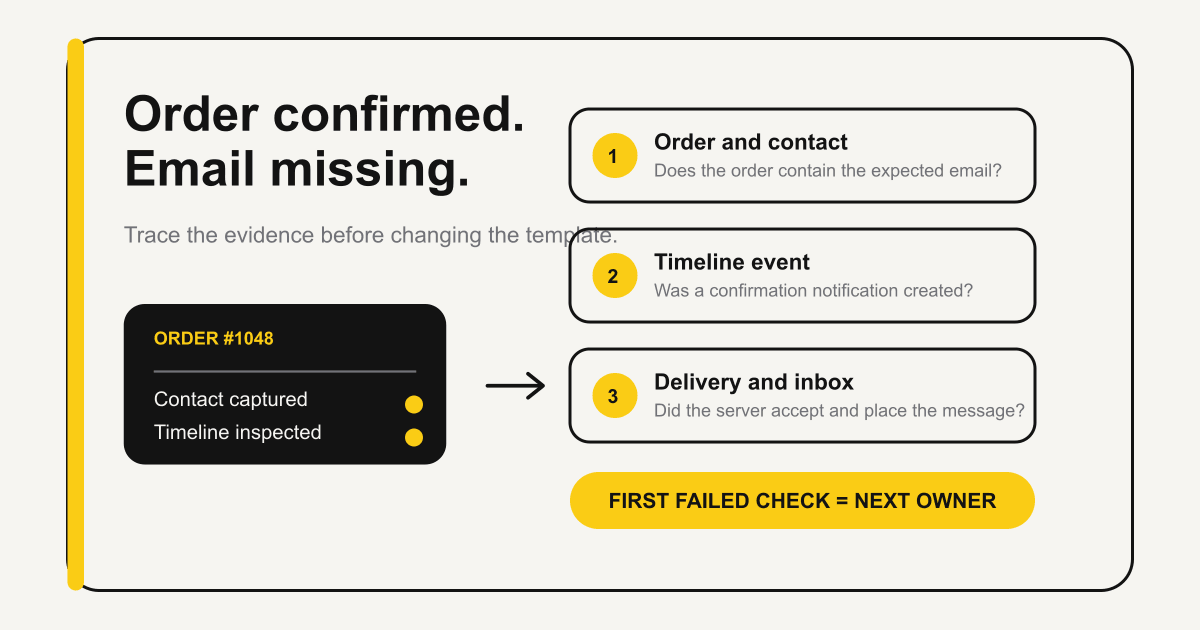 Order confirmed.
Email missing.
Trace the evidence before changing the template.
ORDER #1048
Contact captured
Timeline inspected
1
Order and contact
Does the order contain the expected email?
2
Timeline event
Was a confirmation notification created?
3
Delivery and inbox
Did the server accept and place the message?
FIRST FAILED CHECK = NEXT OWNER